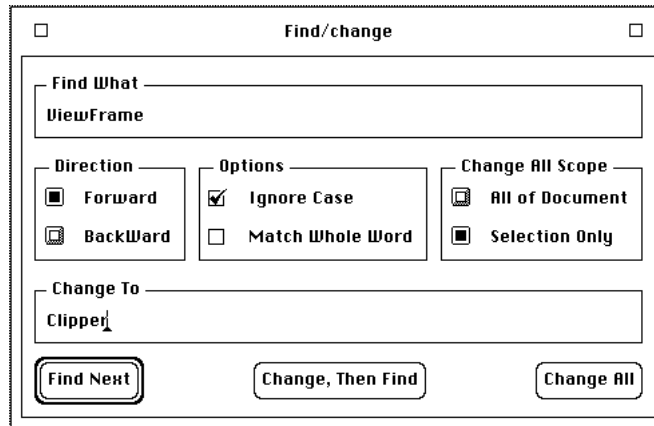 Find/change
Find What
ViewFrame
Direction
Options
Change All Scope
Forward
Ignore Case
All of Document
BackWard
Match Whole Word
Selection Only
Change To
Clipper
Find Next
Change, Then Find
Change All